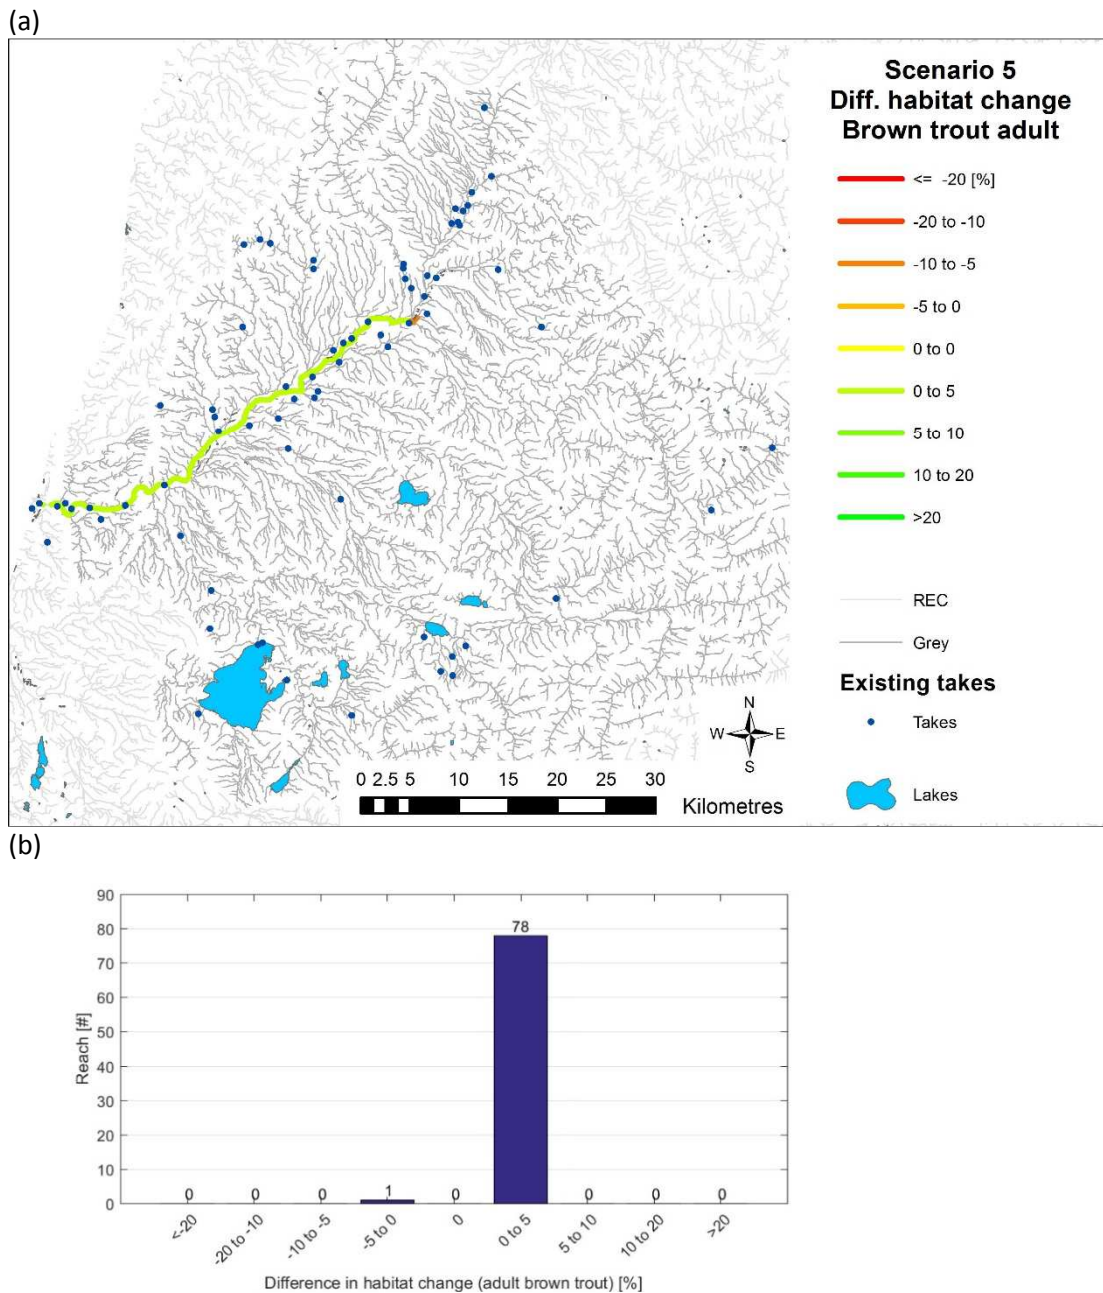 (a)
Scenario 5
Diff. habitat change
Brown trout adult
<= -20 [%]
-20 to -10
-10 to -5
-5 to 0
0 to 0
0 to 5
5 to 10
10 to 20
>20
REC
Grey
Existing takes
Takes
Lakes
N
W E
S
0 2.5 5 10 15 20 25 30
Kilometres
(b)
90
80
70
60
50
40
30
20
10
0
Reach [#]
0 0 0 1 0 78 0 0 0
<-20 -20 to -10 -10 to -5 -5 to 0 0 0 to 5 5 to 10 10 to 20 >20
Difference in habitat change (adult brown trout) [%]